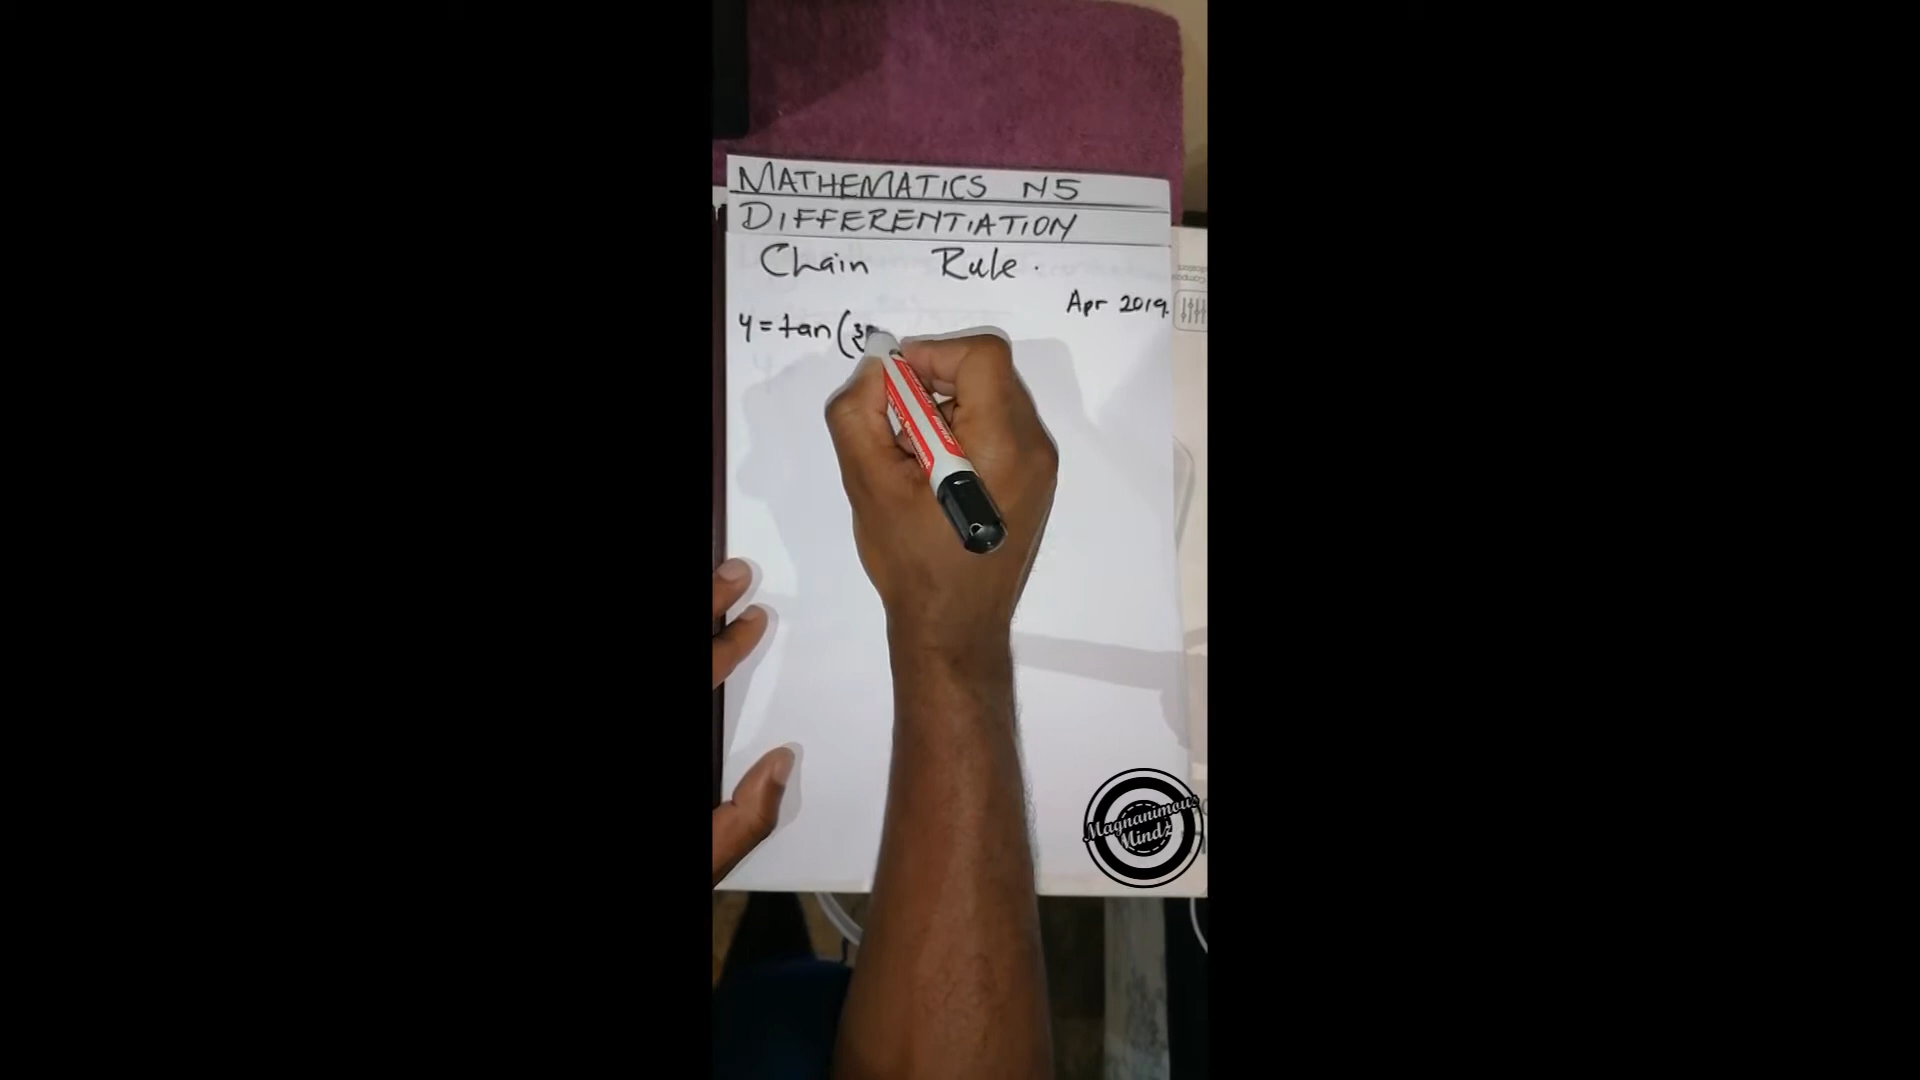 MATHEMATICS N5
DIFFERENTIATION
Chain Rule.
Apr 2019.
y = tan(
Magnanimous
Mindz